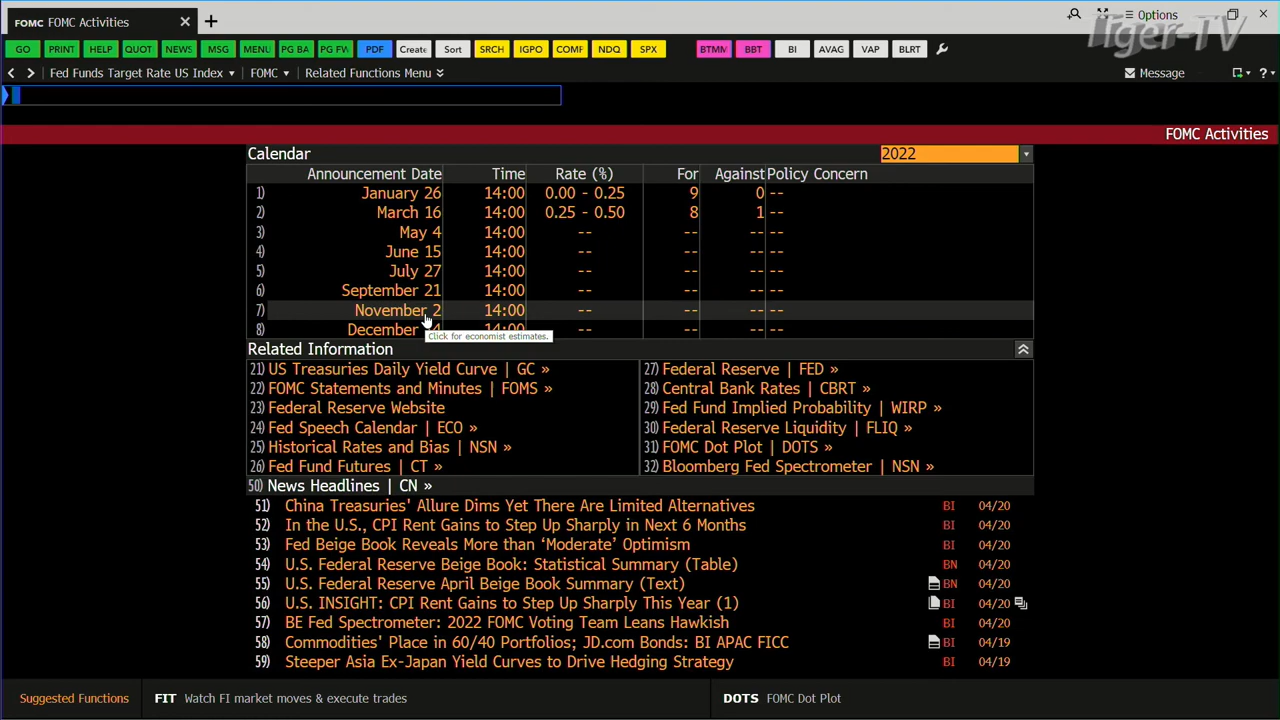 FOMC FOMC Activities
Options
Tiger-TV
GO PRINT HELP QUOT NEWS MSG MENU PG BA PG FW PDF Create Sort SRCH IGPO COMF NDQ SPX BTMM BBT BI AVAG VAP BLRT
Fed Funds Target Rate US Index FOMC Related Functions Menu Message ?
FOMC Activities
Calendar 2022
Announcement Date Time Rate (%) For Against Policy Concern
1) January 26 14:00 0.00 - 0.25 9 0 --
2) March 16 14:00 0.25 - 0.50 8 1 --
3) May 4 14:00 -- -- -- --
4) June 15 14:00 -- -- -- --
5) July 27 14:00 -- -- -- --
6) September 21 14:00 -- -- -- --
7) November 2 14:00 -- -- -- --
8) December 14:00 -- -- -- --
Click for economist estimates.
Related Information
21) US Treasuries Daily Yield Curve | GC » 27) Federal Reserve | FED »
22) FOMC Statements and Minutes | FOMS » 28) Central Bank Rates | CBRT »
23) Federal Reserve Website 29) Fed Fund Implied Probability | WIRP »
24) Fed Speech Calendar | ECO » 30) Federal Reserve Liquidity | FLIQ »
25) Historical Rates and Bias | NSN » 31) FOMC Dot Plot | DOTS »
26) Fed Fund Futures | CT » 32) Bloomberg Fed Spectrometer | NSN »
50) News Headlines | CN »
51) China Treasuries' Allure Dims Yet There Are Limited Alternatives BI 04/20
52) In the U.S., CPI Rent Gains to Step Up Sharply in Next 6 Months BI 04/20
53) Fed Beige Book Reveals More than ‘Moderate’ Optimism BI 04/20
54) U.S. Federal Reserve Beige Book: Statistical Summary (Table) BN 04/20
55) U.S. Federal Reserve April Beige Book Summary (Text) BN 04/20
56) U.S. INSIGHT: CPI Rent Gains to Step Up Sharply This Year (1) BI 04/20
57) BE Fed Spectrometer: 2022 FOMC Voting Team Leans Hawkish BI 04/20
58) Commodities' Place in 60/40 Portfolios; JD.com Bonds: BI APAC FICC BI 04/19
59) Steeper Asia Ex-Japan Yield Curves to Drive Hedging Strategy BI 04/19
Suggested Functions FIT Watch FI market moves & execute trades DOTS FOMC Dot Plot